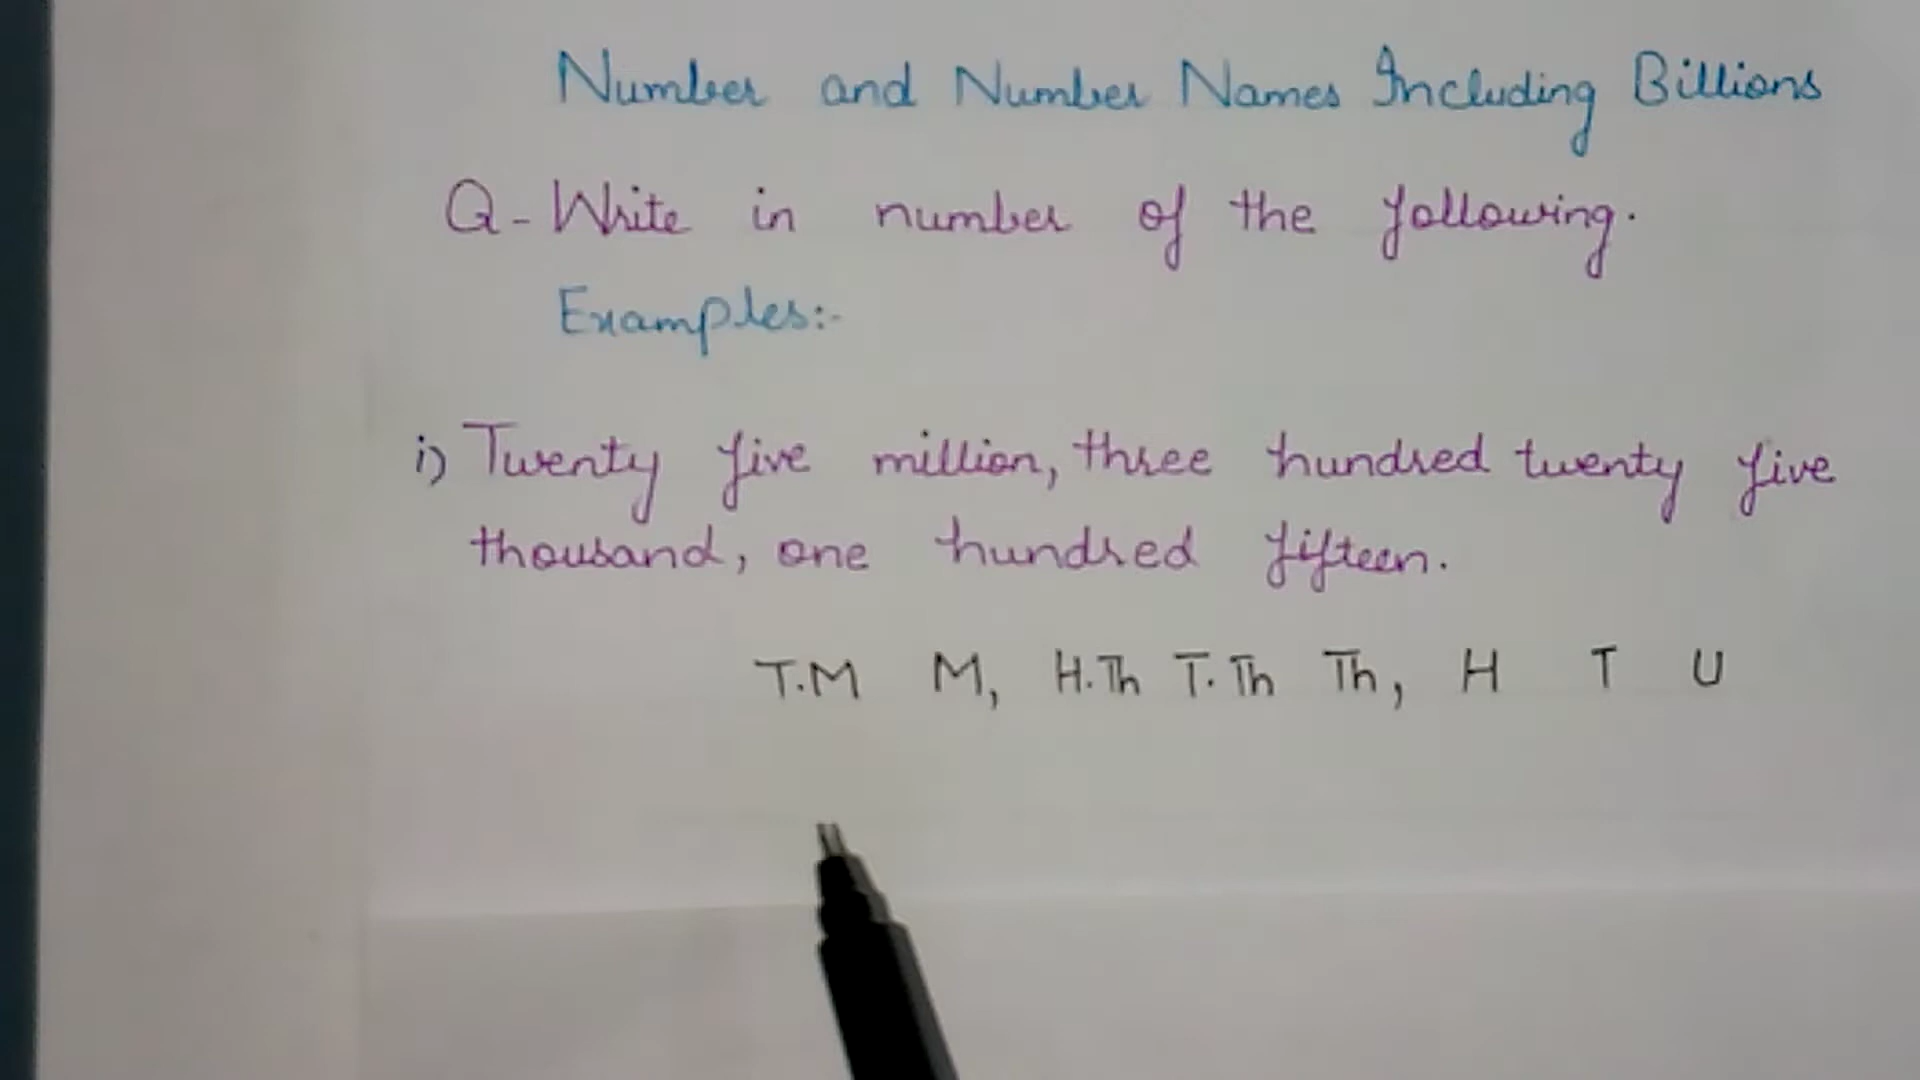 Number and Number Names Including Billions
Q- Write in number of the following.
Examples:-
i) Twenty five million, three hundred twenty five
thousand, one hundred fifteen.
T.M M, H.Th T.Th Th, H T U